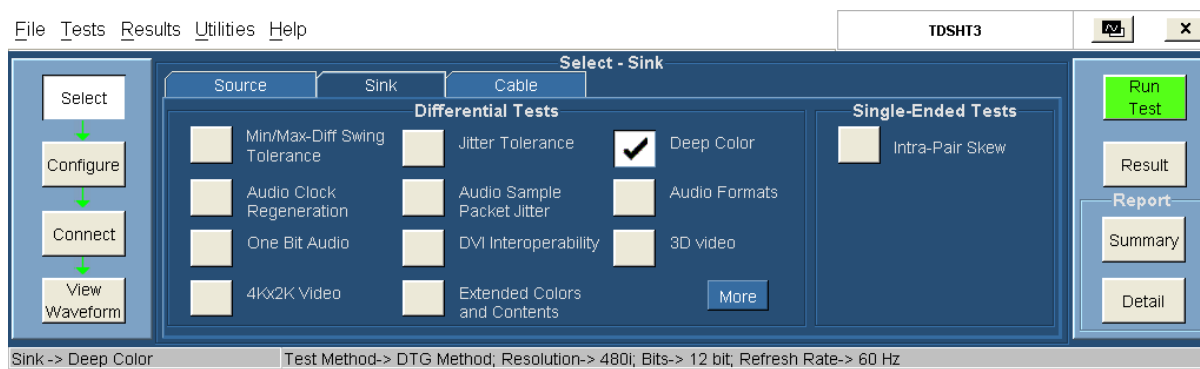 File Tests Results Utilities Help
TDSHT3
x
Select - Sink
Select
Configure
Connect
View
Waveform
Source Sink Cable
Differential Tests
Min/Max-Diff Swing
Tolerance
Jitter Tolerance
Deep Color
Audio Clock
Regeneration
Audio Sample
Packet Jitter
Audio Formats
One Bit Audio
DVI Interoperability
3D video
4Kx2K Video
Extended Colors
and Contents
More
Single-Ended Tests
Intra-Pair Skew
Run
Test
Result
Report
Summary
Detail
Sink -> Deep Color
Test Method-> DTG Method; Resolution-> 480i; Bits-> 12 bit; Refresh Rate-> 60 Hz